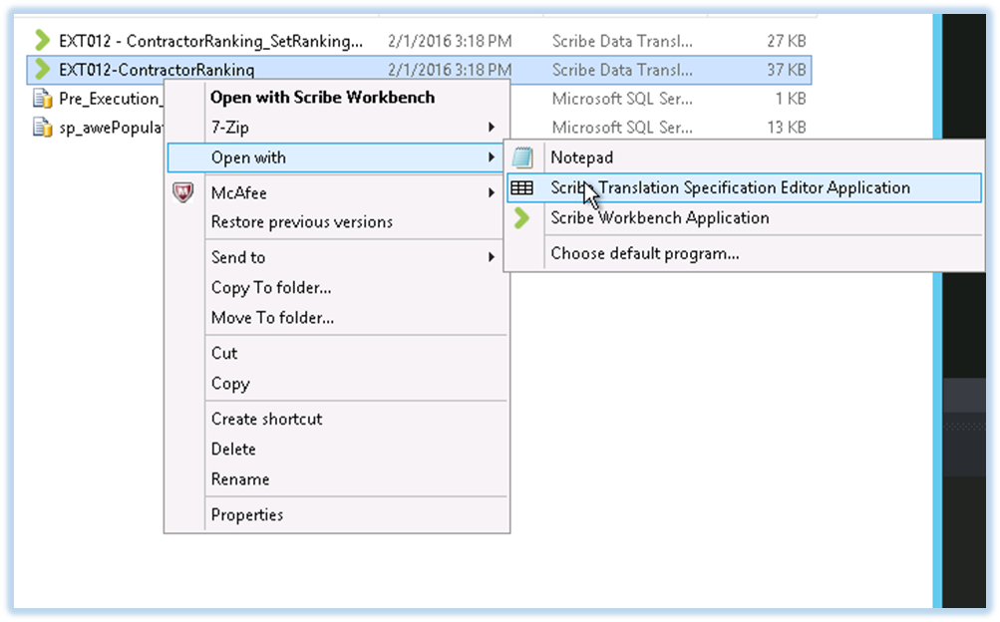 EXT012 - ContractorRanking_SetRanking... 2/1/2016 3:18 PM Scribe Data Transl... 27 KB
EXT012-ContractorRanking 2/1/2016 3:18 PM Scribe Data Transl... 37 KB
Pre_Execution_ Microsoft SQL Ser... 1 KB
sp_awePopula Microsoft SQL Ser... 13 KB
Open with Scribe Workbench
7-Zip
Open with
McAfee
Restore previous versions
Send to
Copy To folder...
Move To folder...
Cut
Copy
Create shortcut
Delete
Rename
Properties
Notepad
Scribe Translation Specification Editor Application
Scribe Workbench Application
Choose default program...